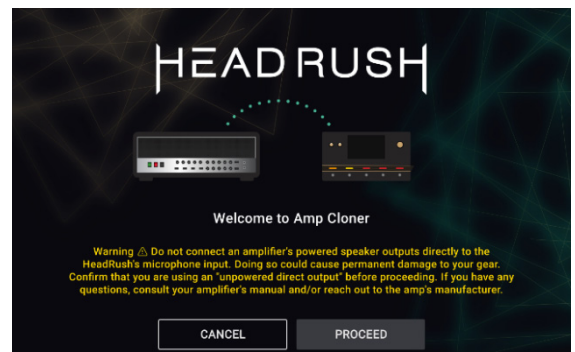 HEADRUSH
Welcome to Amp Cloner
Warning ⚠ Do not connect an amplifier's powered speaker outputs directly to the
HeadRush's microphone input. Doing so could cause permanent damage to your gear.
Confirm that you are using an "unpowered direct output" before proceeding. If you have any
questions, consult your amplifier's manual and/or reach out to the amp's manufacturer.
CANCEL PROCEED